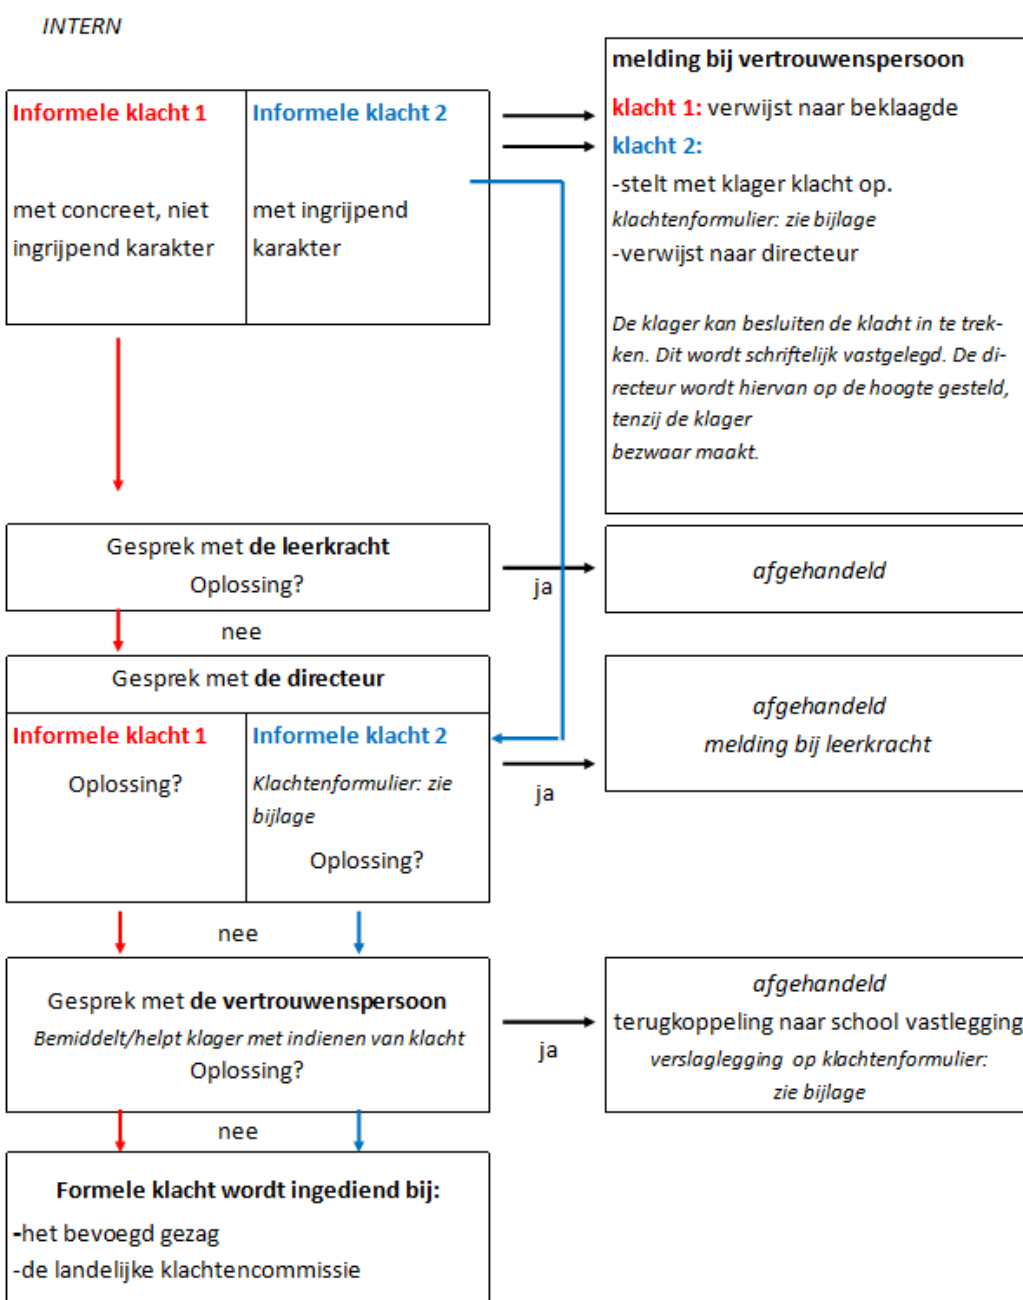 INTERN
Informele klacht 1
met concreet, niet
ingrijpend karakter
Informele klacht 2
met ingrijpend
karakter
melding bij vertrouwenspersoon
klacht 1: verwijst naar beklaagde
klacht 2:
-stelt met klager klacht op.
klachtenformulier: zie bijlage
-verwijst naar directeur
De klager kan besluiten de klacht in te trek-
ken. Dit wordt schriftelijk vastgelegd. De di-
recteur wordt hiervan op de hoogte gesteld,
tenzij de klager
bezwaar maakt.
Gesprek met de leerkracht
Oplossing?
ja
afgehandeld
nee
Gesprek met de directeur
Informele klacht 1
Oplossing?
Informele klacht 2
Klachtenformulier: zie
bijlage
Oplossing?
ja
afgehandeld
melding bij leerkracht
nee
Gesprek met de vertrouwenspersoon
Bemiddelt/helpt klager met indienen van klacht
Oplossing?
ja
afgehandeld
terugkoppeling naar school vastlegging
verslaglegging op klachtenformulier:
zie bijlage
nee
Formele klacht wordt ingediend bij:
-het bevoegd gezag
-de landelijke klachtencommissie